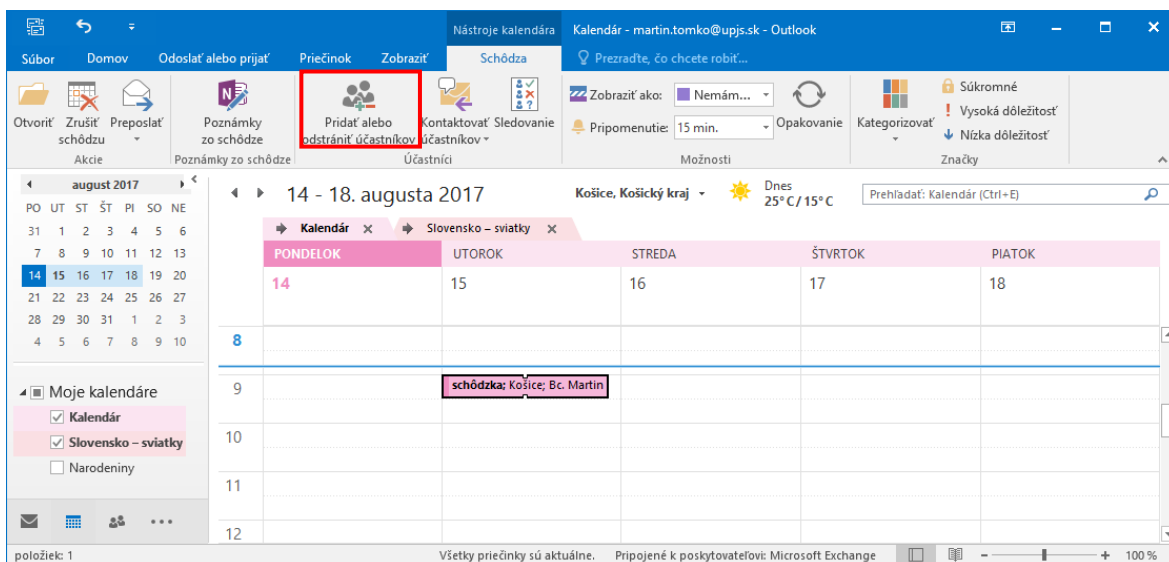 Nástroje kalendára
Kalendár - martin.tomko@upjs.sk - Outlook
Súbor Domov Odoslať alebo prijať Priečinok Zobraziť Schôdza Prezraďte, čo chcete robiť...
Otvoriť
Zrušiť schôdzu
Preposlať
Akcie
Poznámky zo schôdze
Poznámky zo schôdze
Pridať alebo
odstrániť účastníkov
Kontaktovať
účastníkov
Sledovanie
Účastníci
Zobraziť ako: Nemám...
Pripomenutie: 15 min.
Opakovanie
Možnosti
Kategorizovať
Súkromné
Vysoká dôležitosť
Nízka dôležitosť
Značky
august 2017
PO UT ST ŠT PI SO NE
31 1 2 3 4 5 6
7 8 9 10 11 12 13
14 15 16 17 18 19 20
21 22 23 24 25 26 27
28 29 30 31 1 2 3
4 5 6 7 8 9 10
Moje kalendáre
Kalendár
Slovensko – sviatky
Narodeniny
14 - 18. augusta 2017
Košice, Košický kraj
Dnes
25°C/15°C
Prehľadať: Kalendár (Ctrl+E)
Kalendár Slovensko – sviatky
PONDELOK UTOROK STREDA ŠTVRTOK PIATOK
14 15 16 17 18
8
9
schôdzka; Košice; Bc. Martin
10
11
12
položiek: 1
Všetky priečinky sú aktuálne.
Pripojené k poskytovateľovi: Microsoft Exchange
100 %